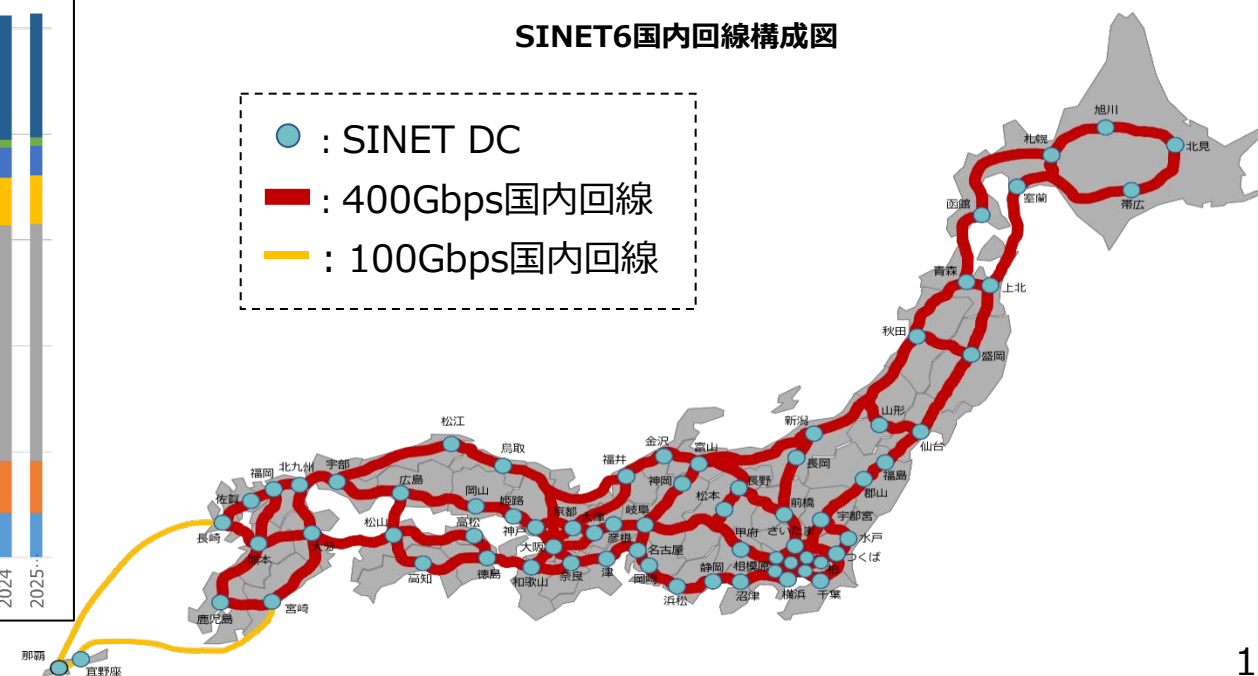 SINET6国内回線構成図
: SINET DC
: 400Gbps国内回線
: 100Gbps国内回線
旭川
札幌
北見
室蘭
帯広
函館
青森
上北
秋田
盛岡
山形
新潟
仙台
長岡
福島
郡山
金沢
富山
福井
神岡
長野
松本
前橋
宇都宮
さいたま
水戸
つくば
甲府
柏
岐阜
名古屋
相模原
静岡
岡崎
浜松
沼津
横浜
千葉
松江
鳥取
北九州
宇部
福岡
広島
岡山
姫路
京都
大津
佐賀
松山
高松
神戸
彦根
長崎
大阪
熊本
大分
高知
徳島
和歌山
奈良
津
鹿児島
宮崎
那覇
宜野座
2024
2025…
1